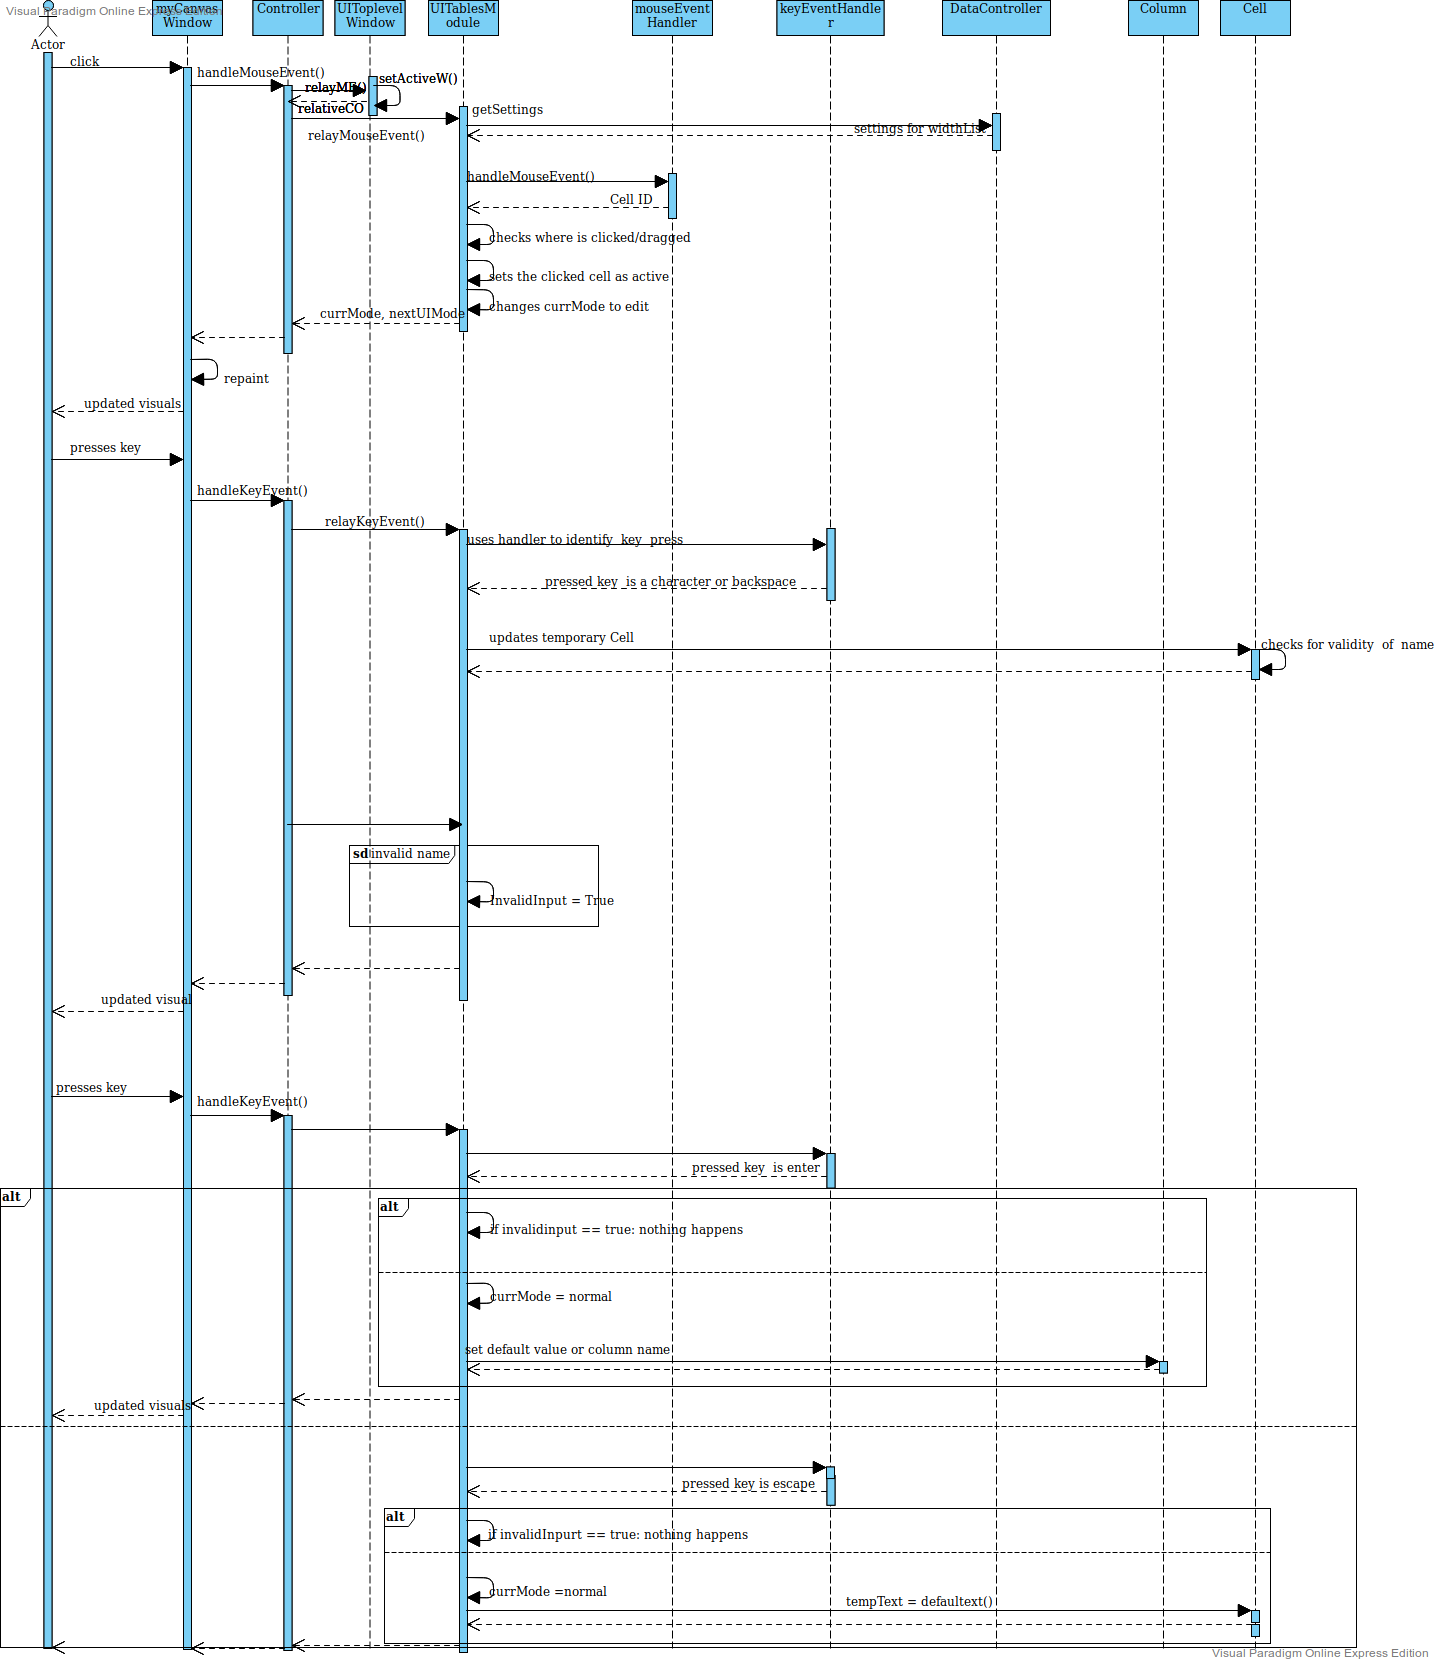 Visual Paradigm Online Express Edition
myCanvas
Window
Controller
UIToplevel
Window
UITablesM
odule
mouseEvent
Handler
keyEventHandle
r
DataController
Column
Cell
Actor
click
handleMouseEvent()
setActiveW()
relayME()
relativeCO
getSettings
relayMouseEvent()
settings for widthList
handleMouseEvent()
Cell ID
checks where is clicked/dragged
sets the clicked cell as active
changes currMode to edit
currMode, nextUIMode
repaint
updated visuals
presses key
handleKeyEvent()
relayKeyEvent()
uses handler to identify key press
pressed key is a character or backspace
updates temporary Cell
checks for validity of name
sd invalid name
InvalidInput = True
updated visual
presses key
handleKeyEvent()
pressed key is enter
alt
alt
if invalidinput == true: nothing happens
currMode = normal
set default value or column name
updated visuals
pressed key is escape
alt
if invalidInpurt == true: nothing happens
currMode =normal
tempText = defaultext()
Visual Paradigm Online Express Edition